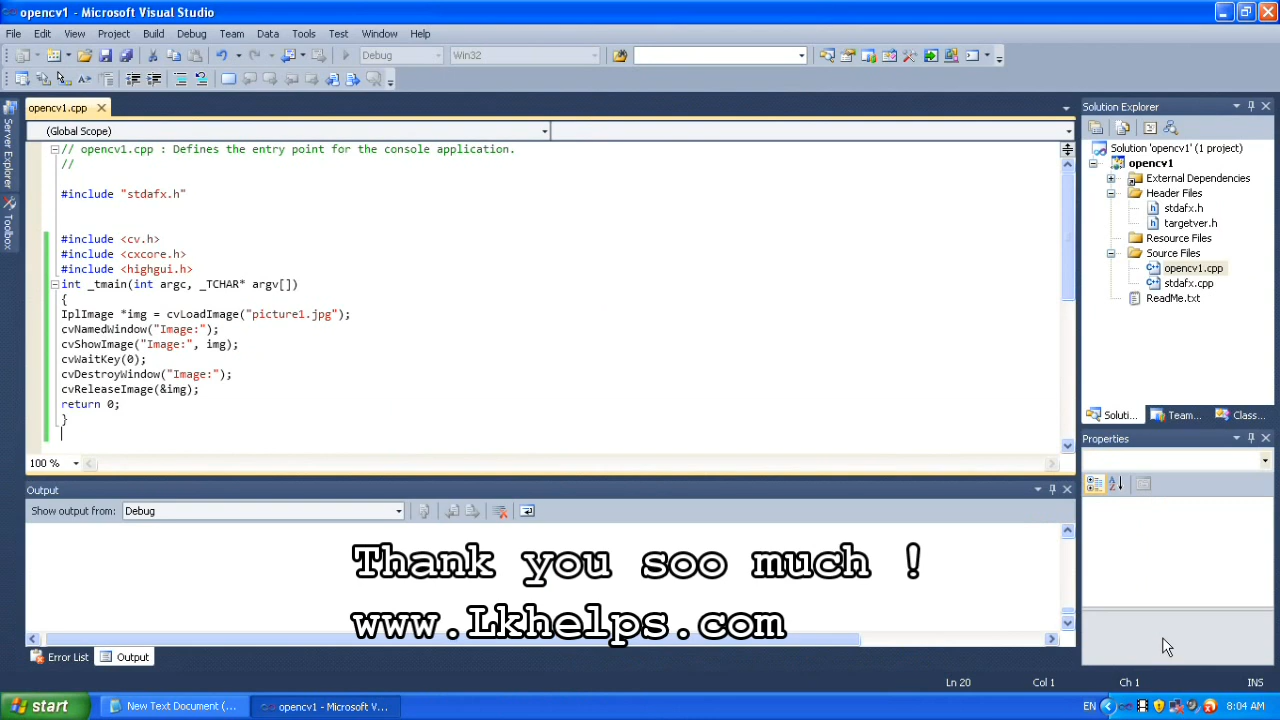 opencv1 - Microsoft Visual Studio
File Edit View Project Build Debug Team Data Tools Test Window Help
Debug Win32
opencv1.cpp
(Global Scope)
// opencv1.cpp : Defines the entry point for the console application.
//
#include "stdafx.h"
#include <cv.h>
#include <cxcore.h>
#include <highgui.h>
int _tmain(int argc, _TCHAR* argv[])
{
IplImage *img = cvLoadImage("picture1.jpg");
cvNamedWindow("Image:");
cvShowImage("Image:", img);
cvWaitKey(0);
cvDestroyWindow("Image:");
cvReleaseImage(&img);
return 0;
}
100 %
Server Explorer
Toolbox
Solution Explorer
Solution 'opencv1' (1 project)
opencv1
External Dependencies
Header Files
stdafx.h
targetver.h
Resource Files
Source Files
opencv1.cpp
stdafx.cpp
ReadMe.txt
Soluti... Team... Class...
Properties
Output
Show output from: Debug
Thank you soo much !
www.Lkhelps.com
Error List Output
Ln 20 Col 1 Ch 1 INS
start New Text Document (... opencv1 - Microsoft V... EN 8:04 AM